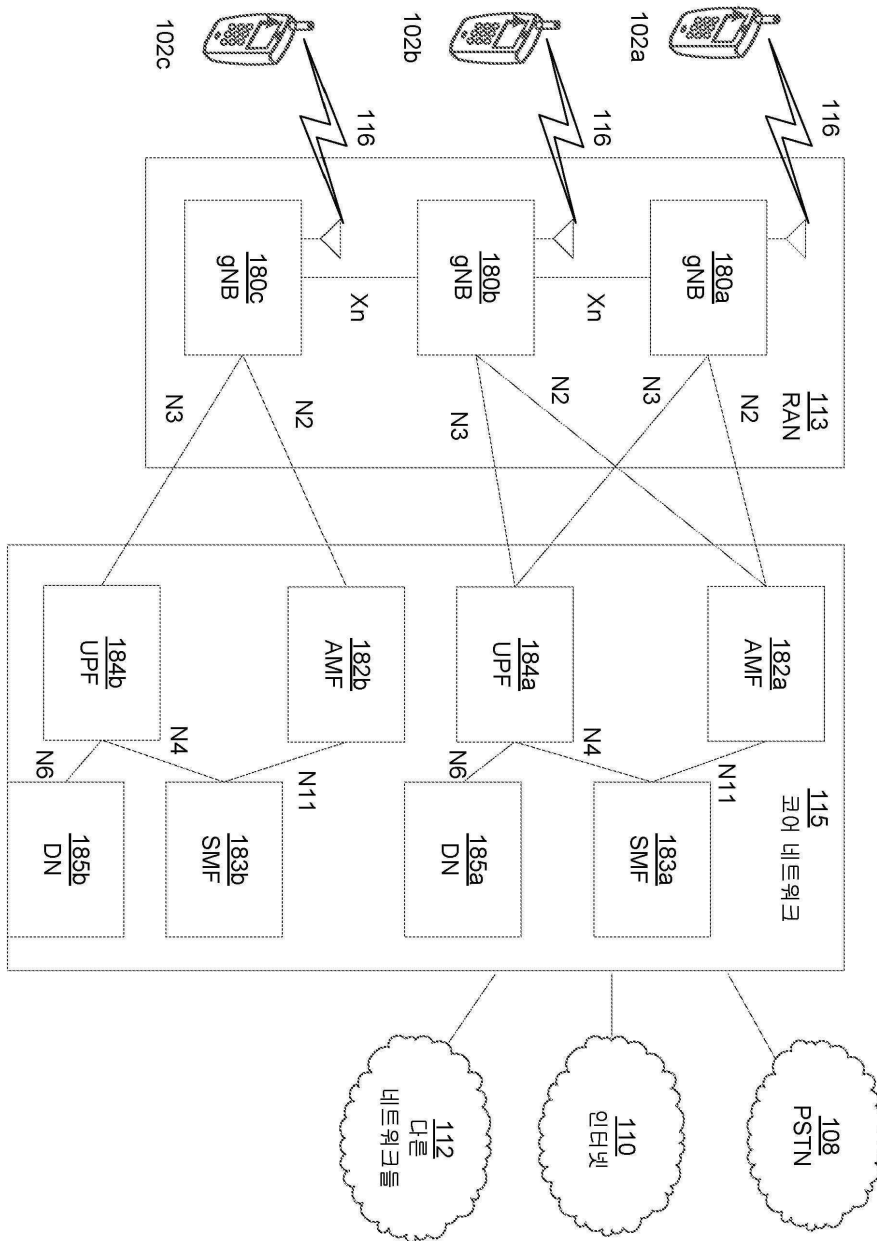 102a
116
113
RAN
180a
gNB
N2
N3
Xn
102b
116
180b
gNB
N2
N3
Xn
102c
116
180c
gNB
N2
N3
115
코어 네트워크
182a
AMF
N11
183a
SMF
184a
UPF
N4
N6
185a
DN
182b
AMF
N11
183b
SMF
184b
UPF
N4
N6
185b
DN
108
PSTN
110
인터넷
112
다른
네트워크들